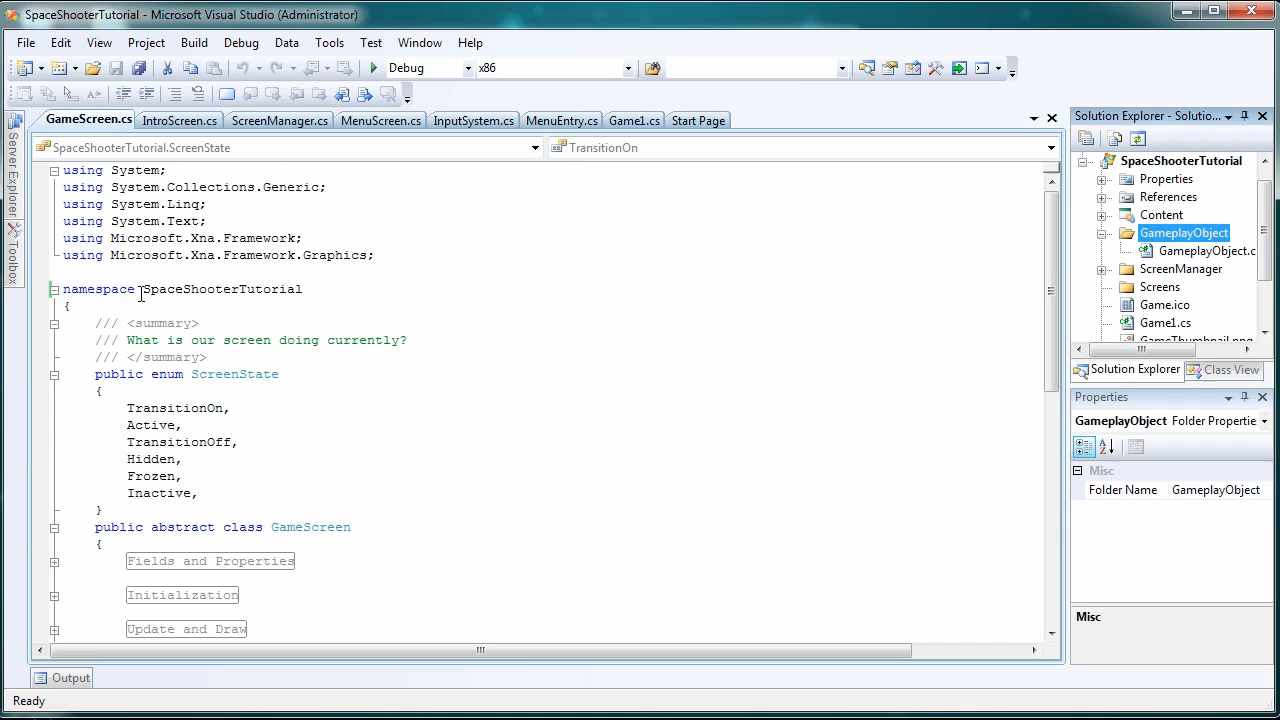 SpaceShooterTutorial - Microsoft Visual Studio (Administrator)
File Edit View Project Build Debug Data Tools Test Window Help
Debug x86
GameScreen.cs IntroScreen.cs ScreenManager.cs MenuScreen.cs InputSystem.cs MenuEntry.cs Game1.cs Start Page
SpaceShooterTutorial.ScreenState TransitionOn
using System;
using System.Collections.Generic;
using System.Linq;
using System.Text;
using Microsoft.Xna.Framework;
using Microsoft.Xna.Framework.Graphics;
namespace SpaceShooterTutorial
{
/// <summary>
/// What is our screen doing currently?
/// </summary>
public enum ScreenState
{
TransitionOn,
Active,
TransitionOff,
Hidden,
Frozen,
Inactive,
}
public abstract class GameScreen
{
Fields and Properties
Initialization
Update and Draw
Server Explorer
Toolbox
Solution Explorer - Solutio...
SpaceShooterTutorial
Properties
References
Content
GameplayObject
GameplayObject.c
ScreenManager
Screens
Game.ico
Game1.cs
GameThumbnail.png
Solution Explorer Class View
Properties
GameplayObject Folder Propertie
A Z
Misc
Folder Name GameplayObject
Misc
Output
Ready